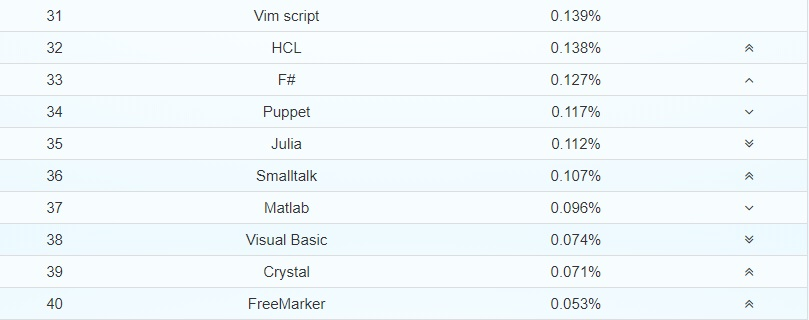 31 Vim script 0.139%
32 HCL 0.138%
33 F# 0.127%
34 Puppet 0.117%
35 Julia 0.112%
36 Smalltalk 0.107%
37 Matlab 0.096%
38 Visual Basic 0.074%
39 Crystal 0.071%
40 FreeMarker 0.053%